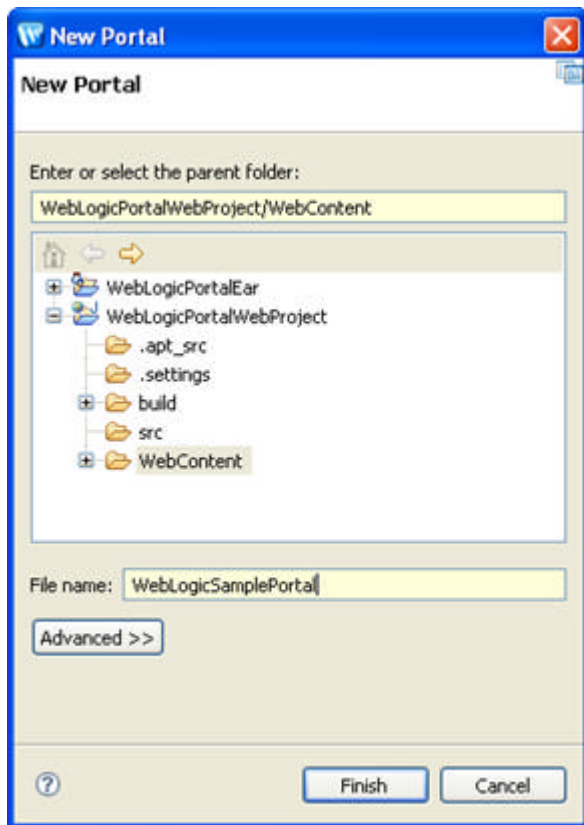 New Portal
New Portal
Enter or select the parent folder:
WebLogicPortalWebProject/WebContent
WebLogicPortalEar
WebLogicPortalWebProject
.apt_src
.settings
build
src
WebContent
File name: WebLogicSamplePortal
Advanced >>
Finish Cancel